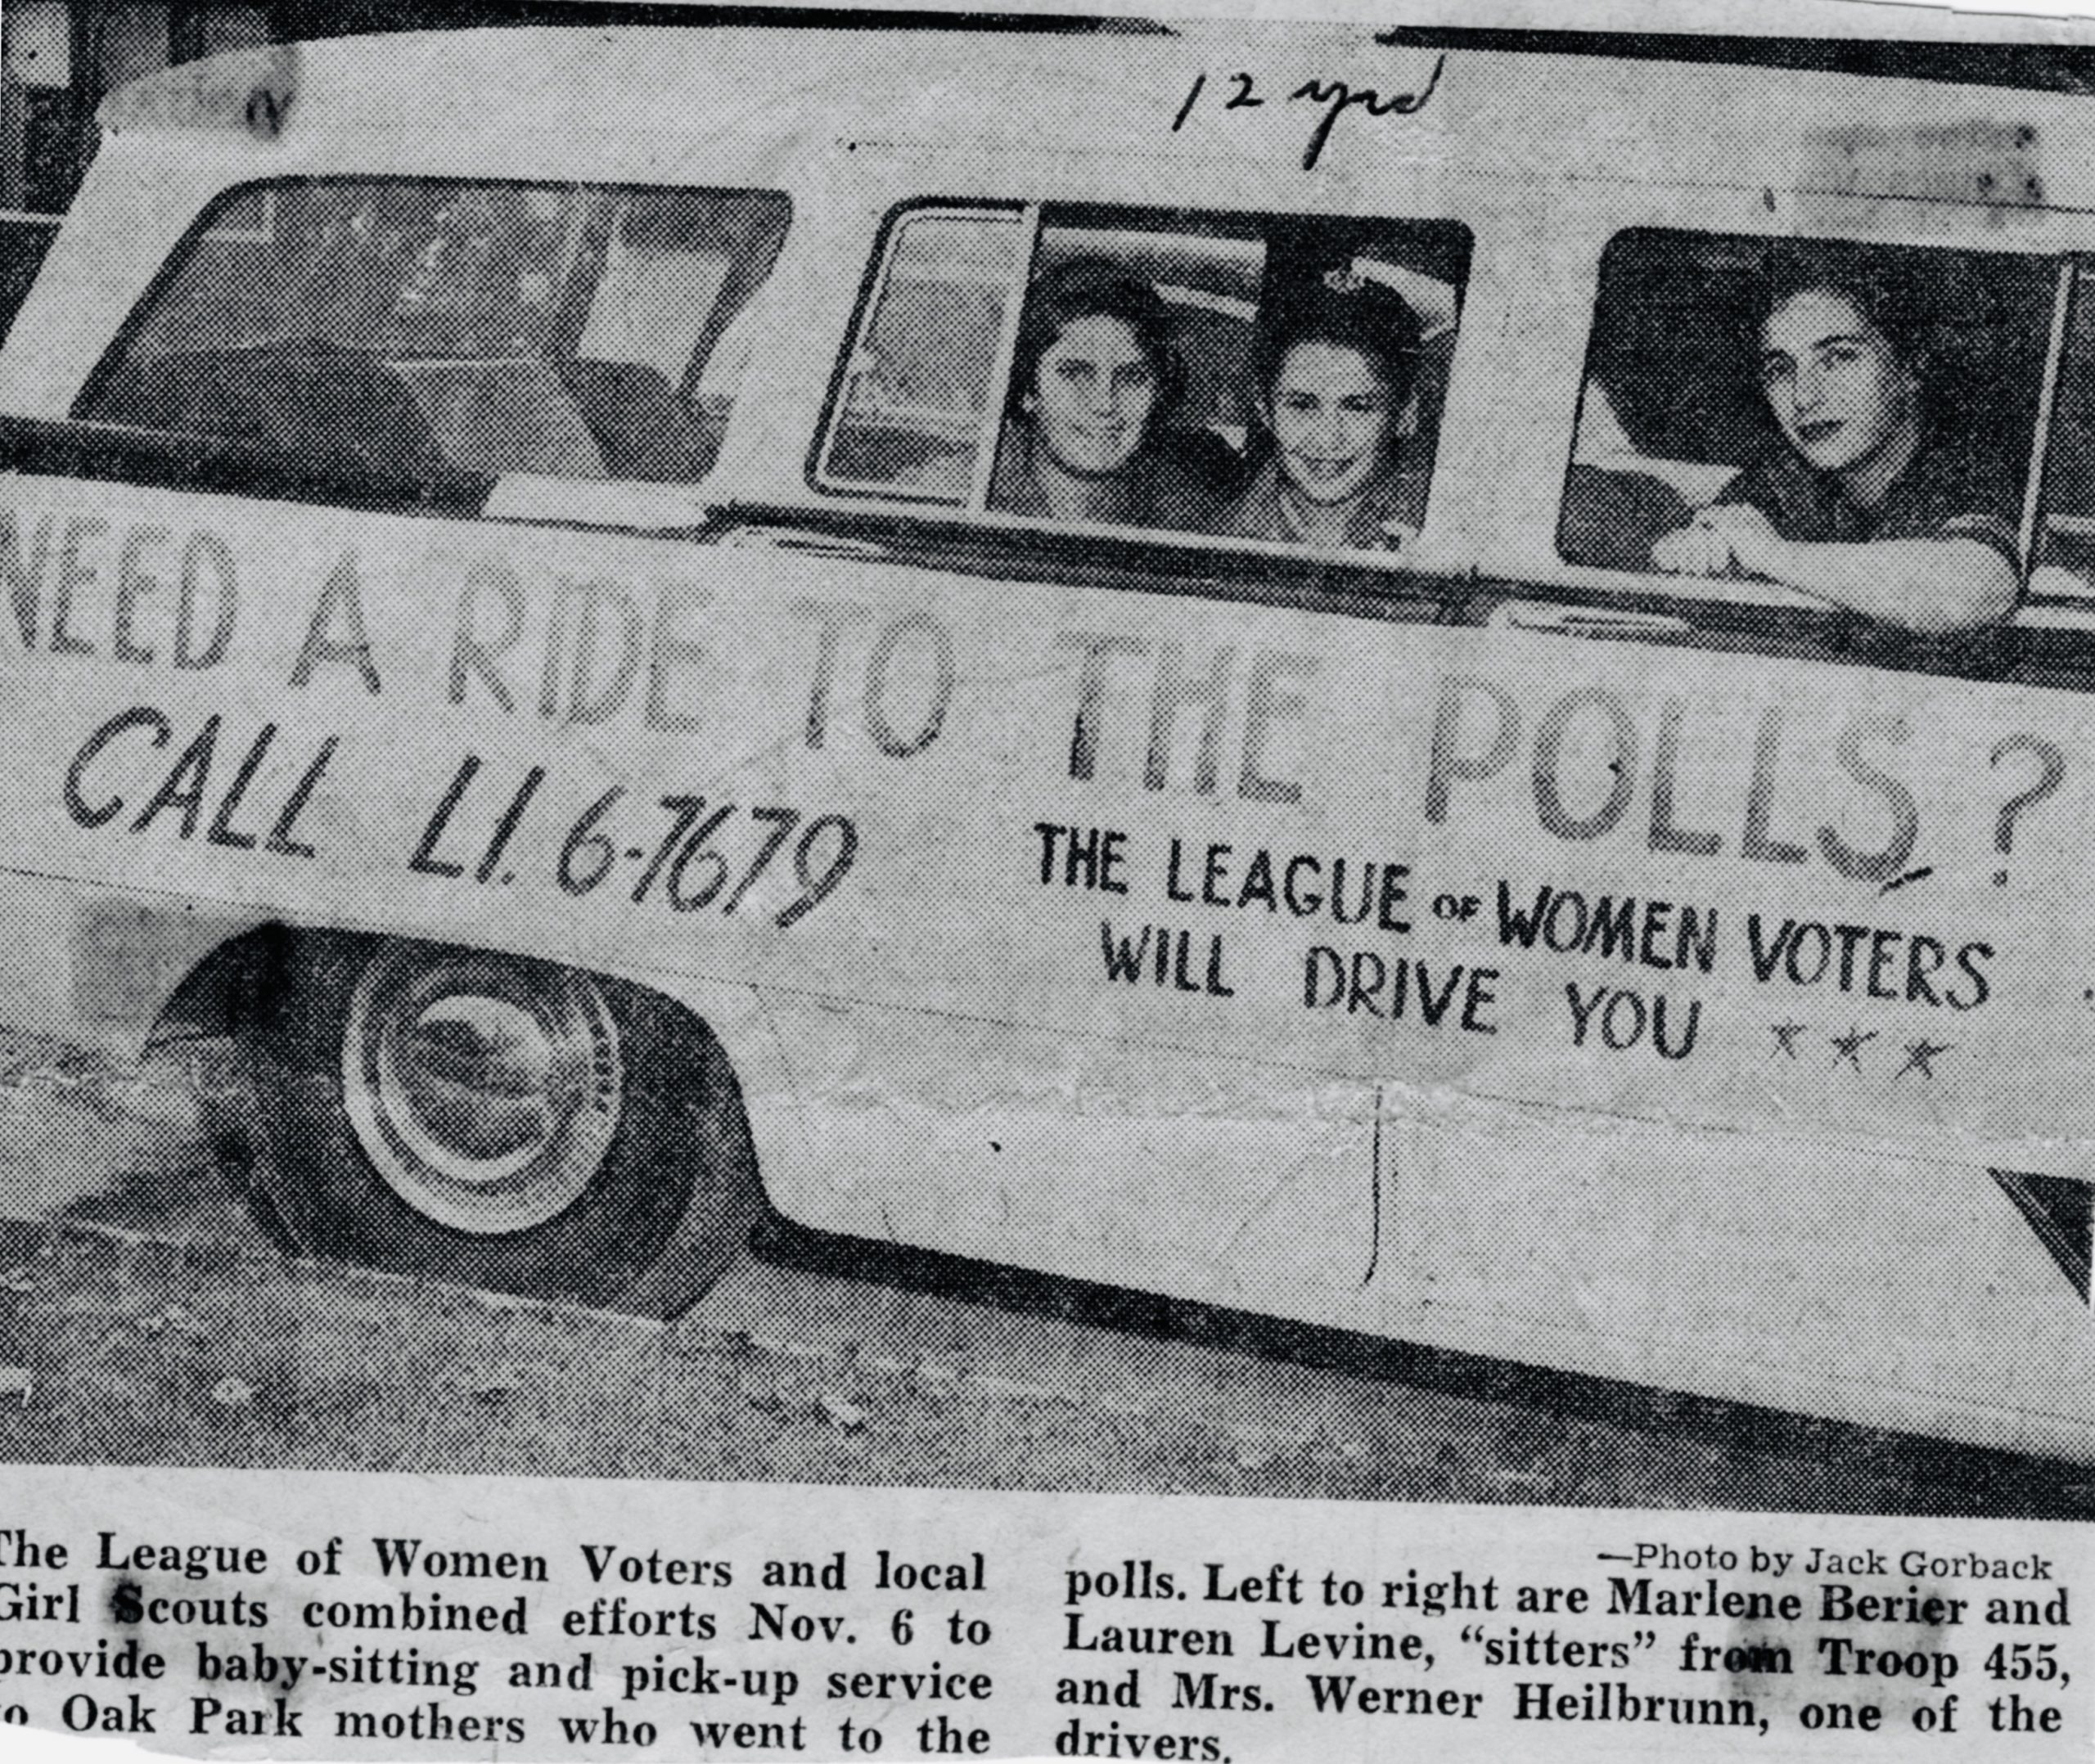 NEED A RIDE TO THE POLLS?
CALL LI. 6-7679
THE LEAGUE OF WOMEN VOTERS
WILL DRIVE YOU ★ ★ ★
—Photo by Jack Gorback
The League of Women Voters and local
Girl Scouts combined efforts Nov. 6 to
provide baby-sitting and pick-up service
to Oak Park mothers who went to the
polls. Left to right are Marlene Berier and
Lauren Levine, “sitters” from Troop 455,
and Mrs. Werner Heilbrunn, one of the
drivers.